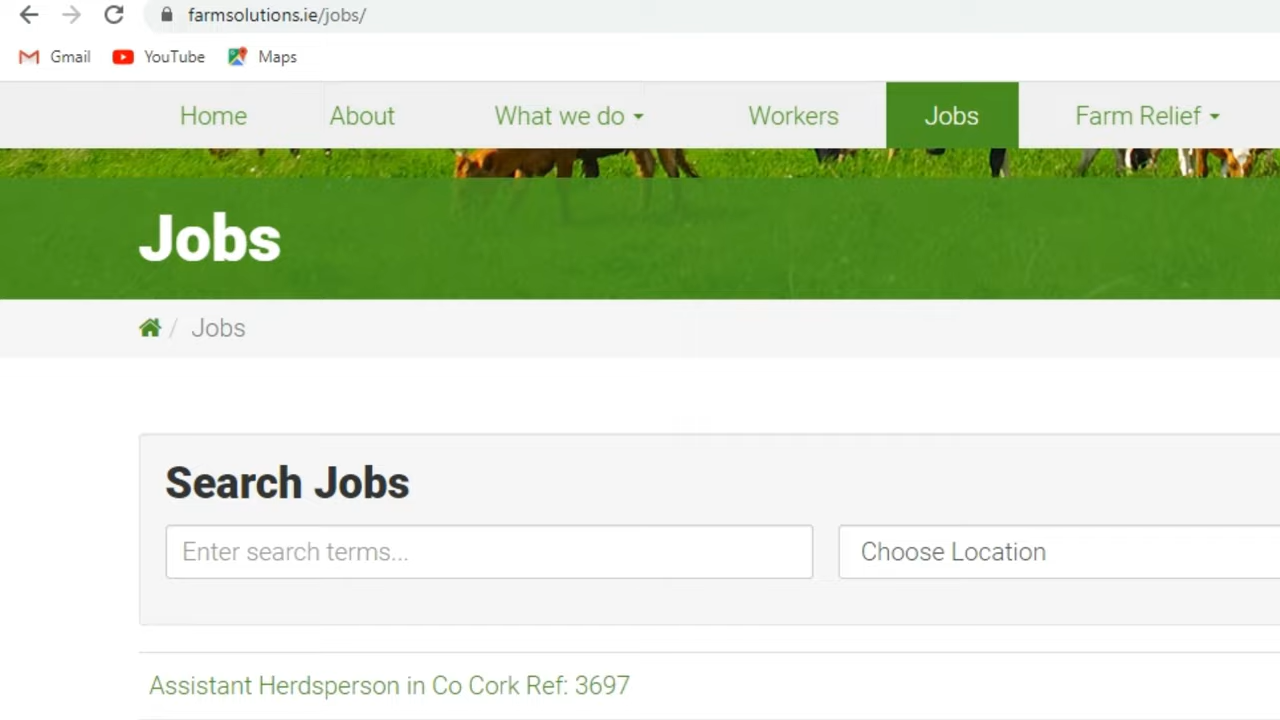 farmsolutions.ie/jobs/
Gmail YouTube Maps
Home About What we do Workers Jobs Farm Relief
Jobs
/ Jobs
Search Jobs
Enter search terms... Choose Location
Assistant Herdsperson in Co Cork Ref: 3697